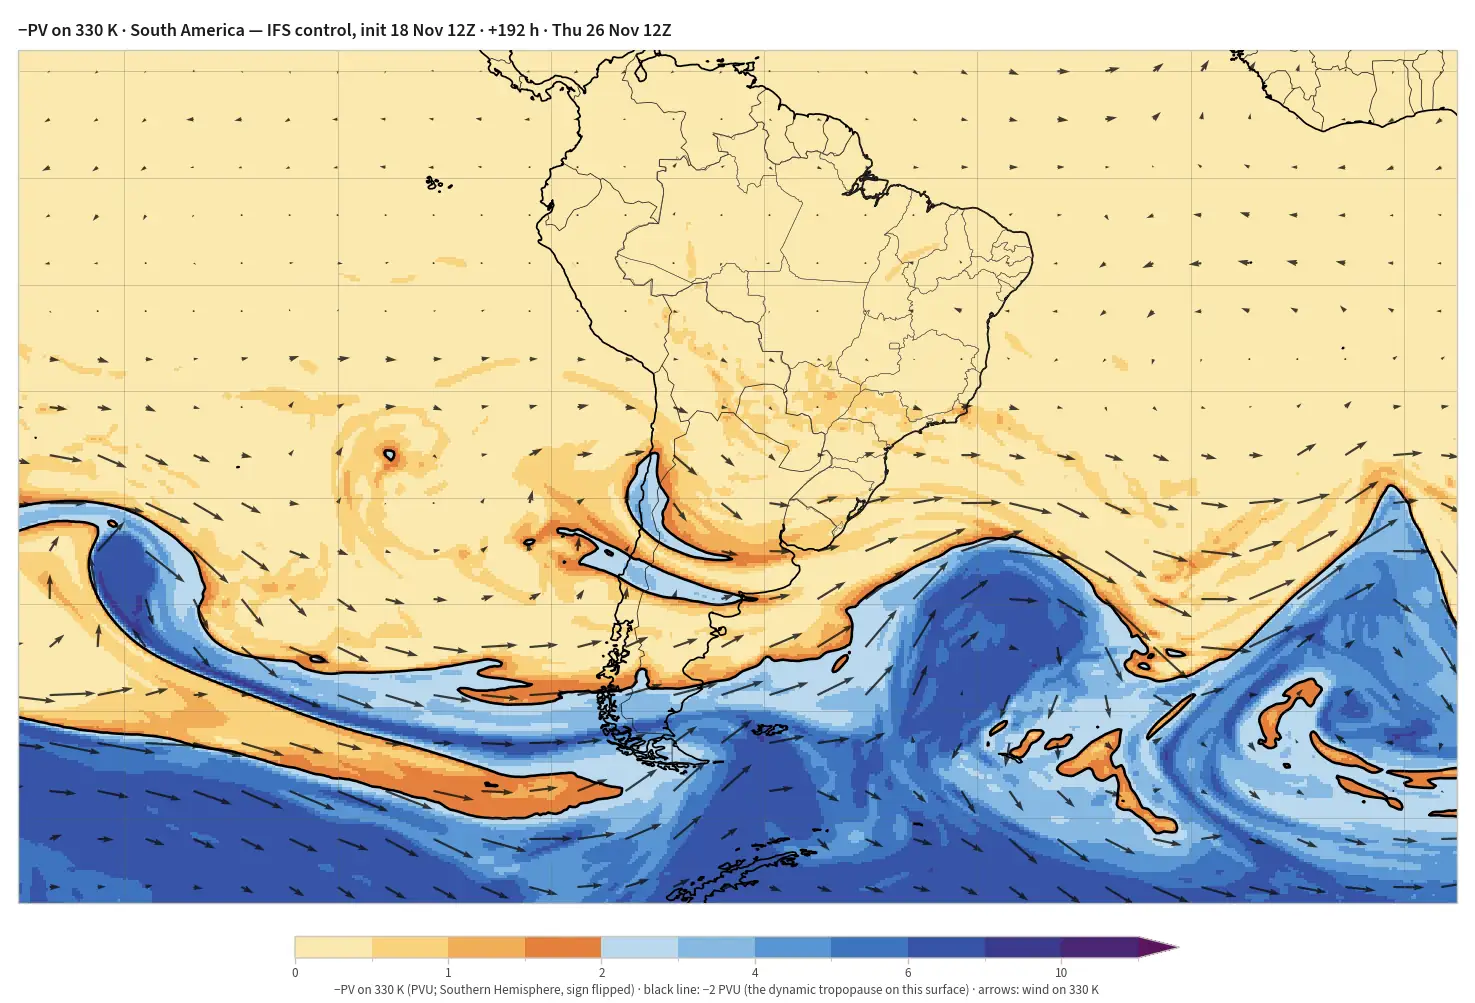 −PV on 330 K · South America — IFS control, init 18 Nov 12Z · +192 h · Thu 26 Nov 12Z
0 1 2 4 6 10
−PV on 330 K (PVU; Southern Hemisphere, sign flipped) · black line: −2 PVU (the dynamic tropopause on this surface) · arrows: wind on 330 K